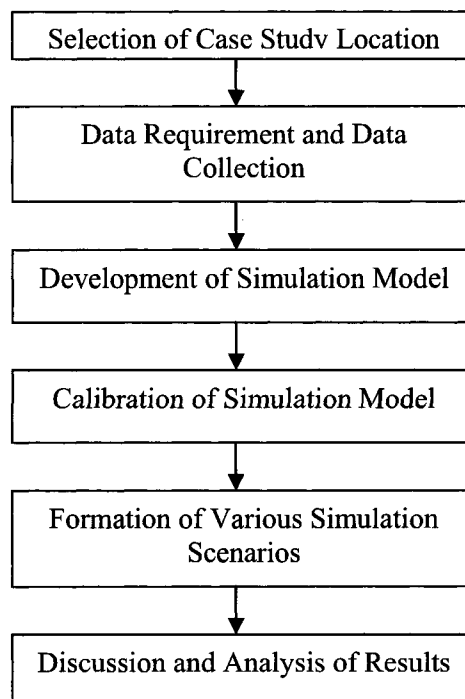 Selection of Case Study Location
Data Requirement and Data
Collection
Development of Simulation Model
Calibration of Simulation Model
Formation of Various Simulation
Scenarios
Discussion and Analysis of Results